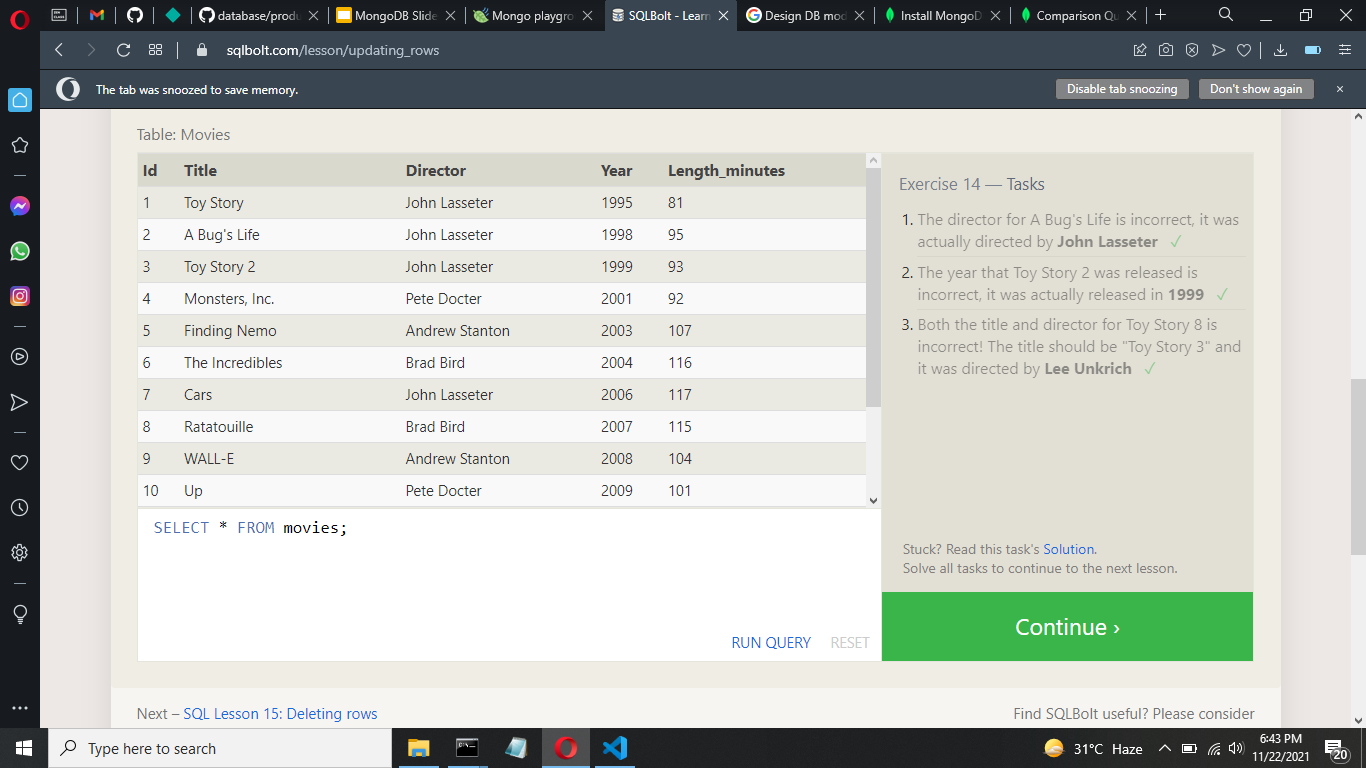 database/produ
MongoDB Slide
Mongo playgro
SQLBolt - Learn
Design DB mod
Install MongoD
Comparison Qu
sqlbolt.com/lesson/updating_rows
The tab was snoozed to save memory.
Disable tab snoozing
Don't show again
Table: Movies
Id Title Director Year Length_minutes
1 Toy Story John Lasseter 1995 81
2 A Bug's Life John Lasseter 1998 95
3 Toy Story 2 John Lasseter 1999 93
4 Monsters, Inc. Pete Docter 2001 92
5 Finding Nemo Andrew Stanton 2003 107
6 The Incredibles Brad Bird 2004 116
7 Cars John Lasseter 2006 117
8 Ratatouille Brad Bird 2007 115
9 WALL-E Andrew Stanton 2008 104
10 Up Pete Docter 2009 101
SELECT * FROM movies;
RUN QUERY RESET
Exercise 14 — Tasks
1. The director for A Bug's Life is incorrect, it was
actually directed by John Lasseter ✓
2. The year that Toy Story 2 was released is
incorrect, it was actually released in 1999 ✓
3. Both the title and director for Toy Story 8 is
incorrect! The title should be "Toy Story 3" and
it was directed by Lee Unkrich ✓
Stuck? Read this task's Solution.
Solve all tasks to continue to the next lesson.
Continue ›
Next – SQL Lesson 15: Deleting rows
Find SQLBolt useful? Please consider
Type here to search
31°C Haze
6:43 PM
11/22/2021
20